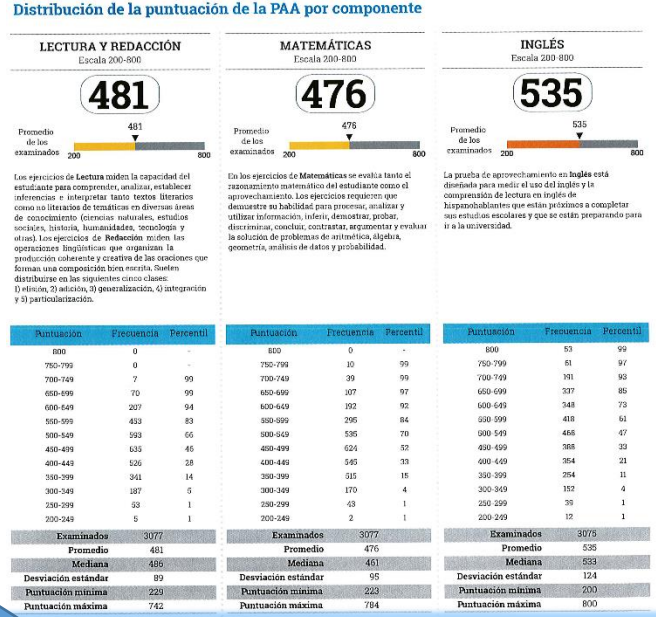 Distribución de la puntuación de la PAA por componente
LECTURA Y REDACCIÓN
Escala 200-800
481
Promedio
de los
examinados
481
200
800
Los ejercicios de Lectura miden la capacidad del
estudiante para comprender, analizar, establecer
inferencias e interpretar tanto textos literarios
como no literarios de temáticas en diversas áreas
de conocimiento (ciencias naturales, estudios
sociales, historia, humanidades, tecnología y
otras). Los ejercicios de Redacción miden las
operaciones lingüísticas que organizan la
producción coherente y creativa de las oraciones que
forman una composición bien escrita. Suelen
distribuirse en las siguientes cinco clases:
1) elisión, 2) adición, 3) generalización, 4) integración
y 5) particularización.
Puntuación Frecuencia Percentil
800 0 -
750-799 0 -
700-749 7 99
650-699 70 99
600-649 207 94
550-599 453 83
500-549 593 66
450-499 635 46
400-449 526 28
350-399 341 14
300-349 187 6
250-299 53 1
200-249 5 1
Examinados 3077
Promedio 481
Mediana 486
Desviación estándar 89
Puntuación mínima 229
Puntuación máxima 742
MATEMÁTICAS
Escala 200-800
476
Promedio
de los
examinados
476
200
800
En los ejercicios de Matemáticas se evalúa tanto el
razonamiento matemático del estudiante como el
aprovechamiento. Los ejercicios requieren que
demuestre su habilidad para procesar, analizar y
utilizar información, inferir, demostrar, probar,
discriminar, concluir, contrastar, argumentar y evaluar
la solución de problemas de aritmética, álgebra,
geometría, análisis de datos y probabilidad.
Puntuación Frecuencia Percentil
800 0 -
750-799 10 99
700-749 39 99
650-699 107 97
600-649 192 92
550-599 295 84
500-549 535 70
450-499 624 52
400-449 545 33
350-399 515 15
300-349 170 4
250-299 43 1
200-249 2 1
Examinados 3077
Promedio 476
Mediana 461
Desviación estándar 95
Puntuación mínima 223
Puntuación máxima 784
INGLÉS
Escala 200-800
535
Promedio
de los
examinados
535
200
800
La prueba de aprovechamiento en Inglés está
diseñada para medir el uso del inglés y la
comprensión de lectura en inglés de
hispanohablantes que están próximos a completar
sus estudios escolares y que se están preparando para
ir a la universidad.
Puntuación Frecuencia Percentil
800 53 99
750-799 61 97
700-749 191 93
650-699 337 85
600-649 348 73
550-599 418 61
500-549 468 47
450-499 388 33
400-449 354 21
350-399 254 11
300-349 152 4
250-299 39 1
200-249 12 1
Examinados 3075
Promedio 535
Mediana 533
Desviación estándar 124
Puntuación mínima 200
Puntuación máxima 800